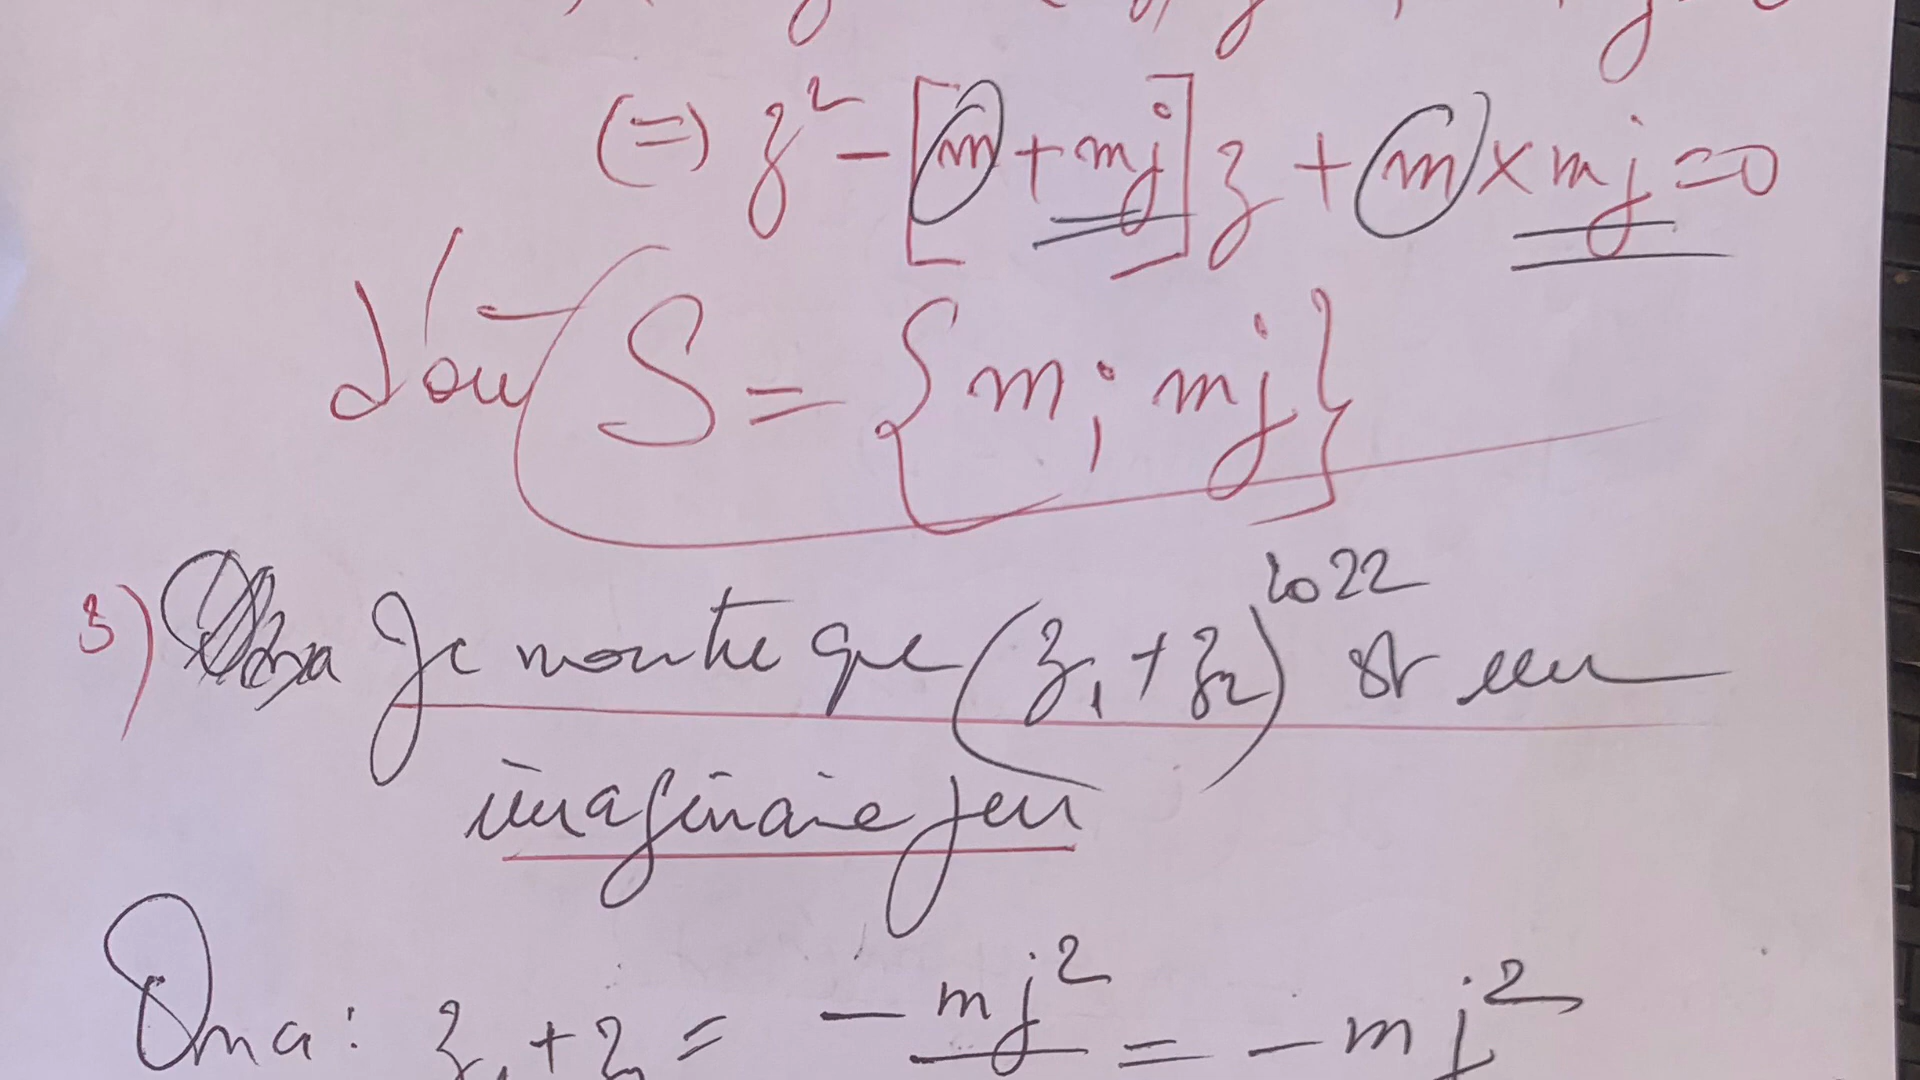 (=) z² - [m + mj] z + m × mj = 0
d'où S = {m ; mj}
3) Je montre que (z₁ + z₂)²⁰²² est un
imaginaire pur
On a : z₁ + z₂ = - mj² = - mj²